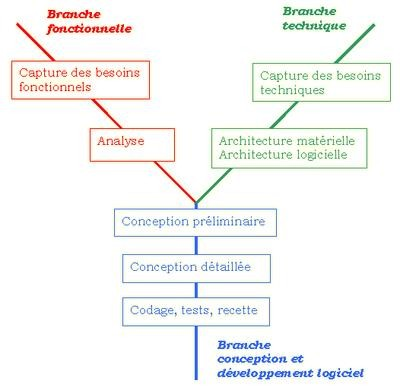 Branche
fonctionnelle
Branche
technique
Capture des besoins
fonctionnels
Capture des besoins
techniques
Analyse
Architecture matérielle
Architecture logicielle
Conception préliminaire
Conception détaillée
Codage, tests, recette
Branche
conception et
développement logiciel